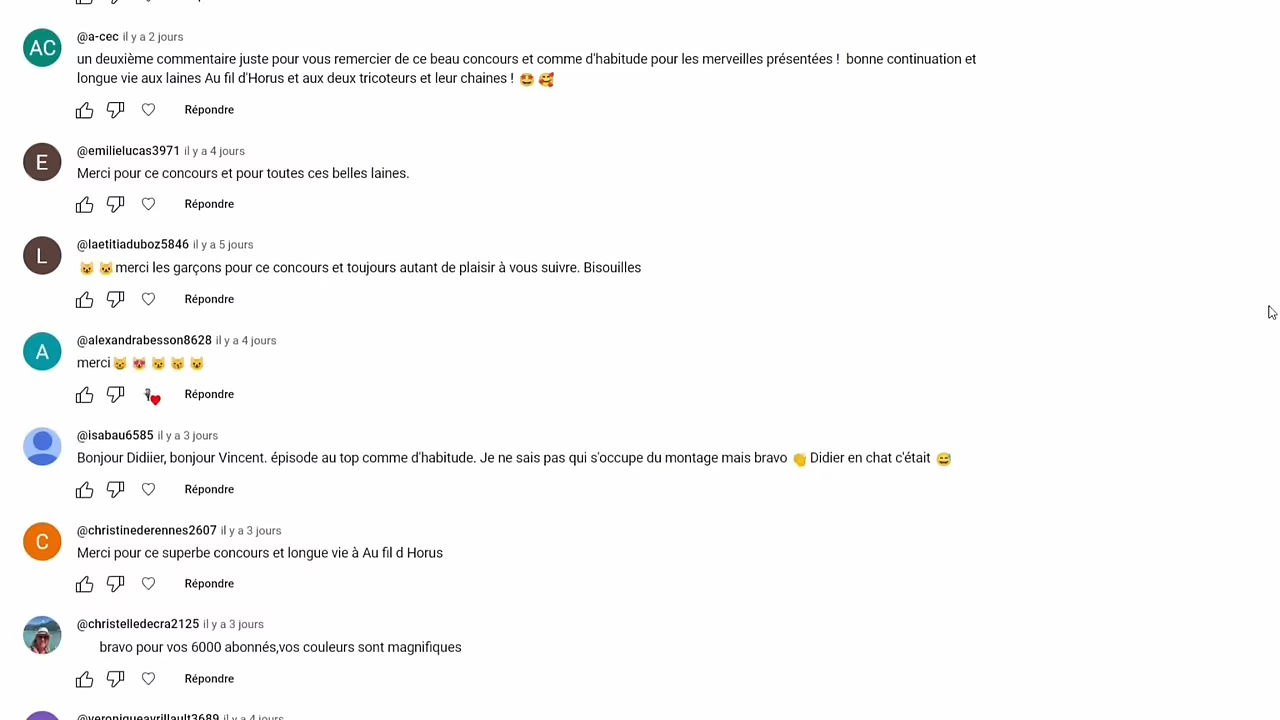 Répondre
AC
@a-cec il y a 2 jours
un deuxième commentaire juste pour vous remercier de ce beau concours et comme d'habitude pour les merveilles présentées ! bonne continuation et
longue vie aux laines Au fil d'Horus et aux deux tricoteurs et leur chaines ! 🤩 🥰
Répondre
E
@emilielucas3971 il y a 4 jours
Merci pour ce concours et pour toutes ces belles laines.
Répondre
L
@laetitiaduboz5846 il y a 5 jours
😺 😺 merci les garçons pour ce concours et toujours autant de plaisir à vous suivre. Bisouilles
Répondre
A
@alexandrabesson8628 il y a 4 jours
merci 😺 😻 😼 😽 😺
Répondre
@isabau6585 il y a 3 jours
Bonjour Didiier, bonjour Vincent. épisode au top comme d'habitude. Je ne sais pas qui s'occupe du montage mais bravo 👏 Didier en chat c'était 😅
Répondre
C
@christinederennes2607 il y a 3 jours
Merci pour ce superbe concours et longue vie à Au fil d Horus
Répondre
@christelledecra2125 il y a 3 jours
bravo pour vos 6000 abonnés,vos couleurs sont magnifiques
Répondre
@veroniqueavrillault3689 il y a 4 jours